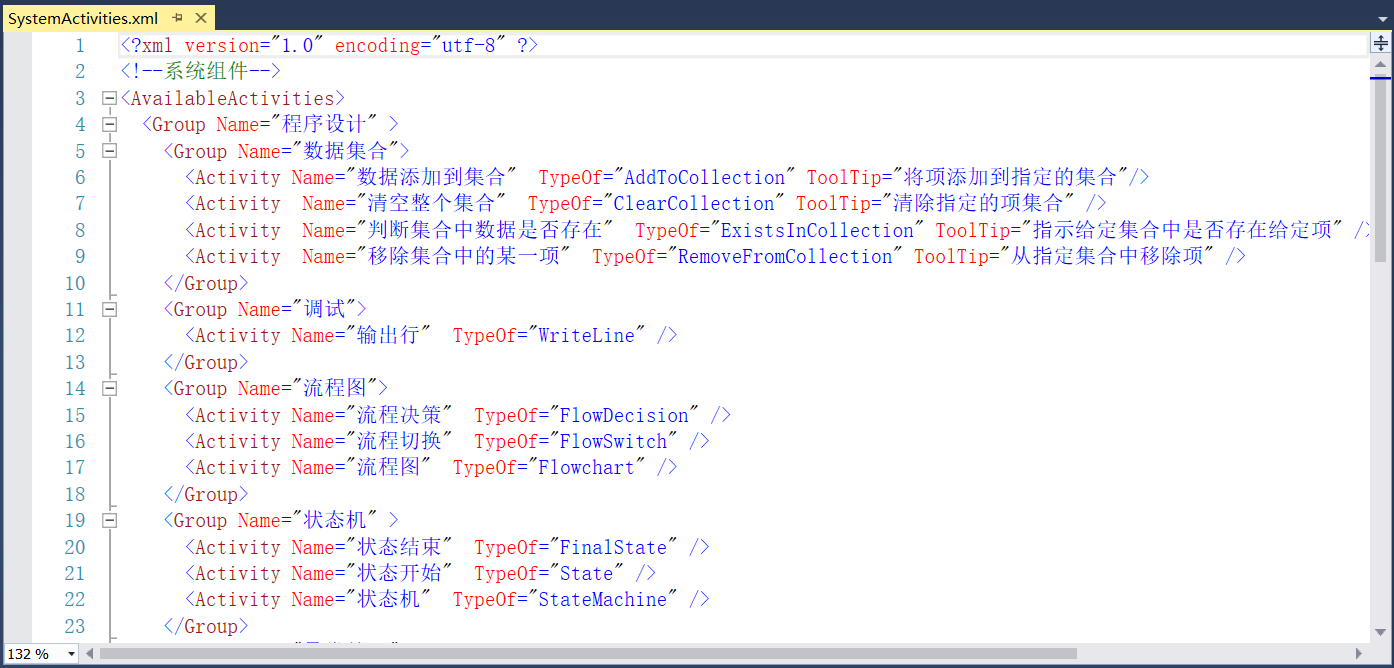 SystemActivities.xml
1 <?xml version="1.0" encoding="utf-8" ?>
2 <!--系统组件-->
3 <AvailableActivities>
4 <Group Name="程序设计" >
5 <Group Name="数据集合">
6 <Activity Name="数据添加到集合"  TypeOf="AddToCollection" ToolTip="将项添加到指定的集合"/>
7 <Activity  Name="清空整个集合"  TypeOf="ClearCollection" ToolTip="清除指定的项集合" />
8 <Activity  Name="判断集合中数据是否存在"  TypeOf="ExistsInCollection" ToolTip="指示给定集合中是否存在给定项" />
9 <Activity  Name="移除集合中的某一项"  TypeOf="RemoveFromCollection" ToolTip="从指定集合中移除项" />
10 </Group>
11 <Group Name="调试">
12 <Activity Name="输出行"  TypeOf="WriteLine" />
13 </Group>
14 <Group Name="流程图">
15 <Activity Name="流程决策"  TypeOf="FlowDecision" />
16 <Activity Name="流程切换"  TypeOf="FlowSwitch" />
17 <Activity Name="流程图"  TypeOf="Flowchart" />
18 </Group>
19 <Group Name="状态机" >
20 <Activity Name="状态结束"  TypeOf="FinalState" />
21 <Activity Name="状态开始"  TypeOf="State" />
22 <Activity Name="状态机"  TypeOf="StateMachine" />
23 </Group>
132 %